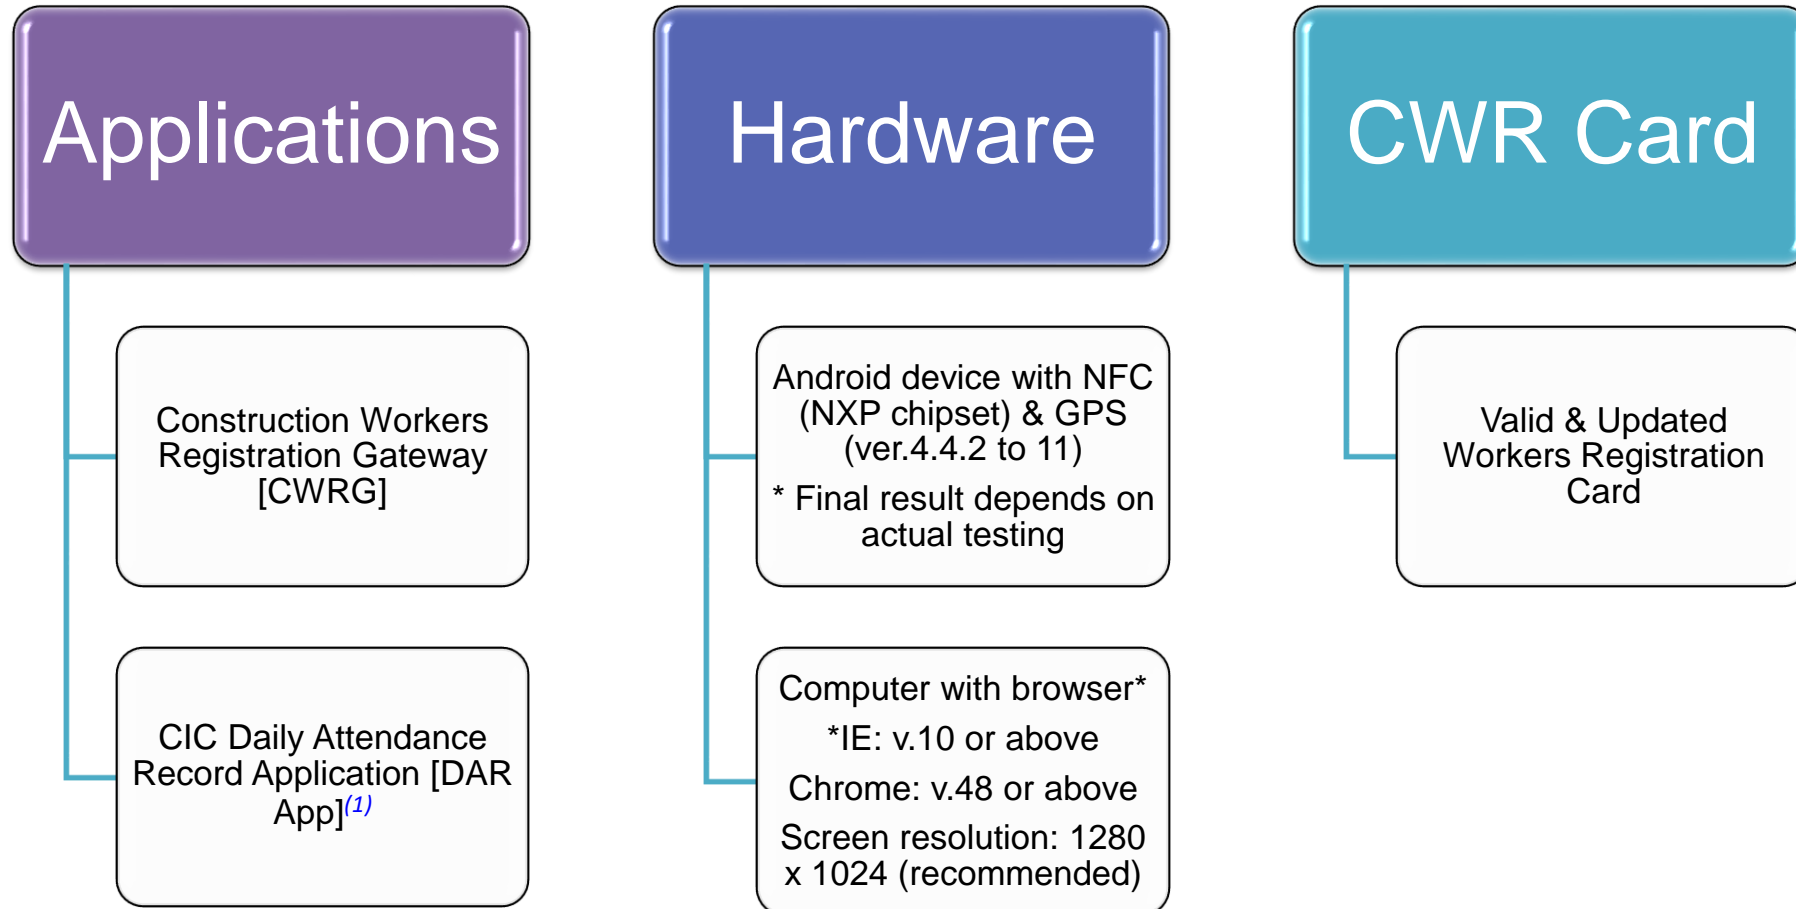 Applications
Construction Workers
Registration Gateway
[CWRG]
CIC Daily Attendance
Record Application [DAR
App](1)
Hardware
Android device with NFC
(NXP chipset) & GPS
(ver.4.4.2 to 11)
* Final result depends on
actual testing
Computer with browser*
*IE: v.10 or above
Chrome: v.48 or above
Screen resolution: 1280
x 1024 (recommended)
CWR Card
Valid & Updated
Workers Registration
Card